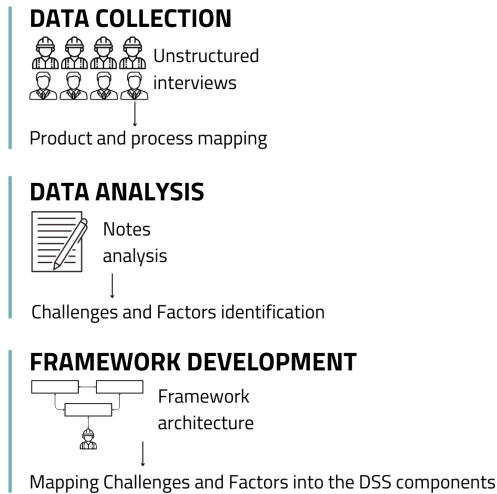 DATA COLLECTION
Unstructured
interviews
Product and process mapping
DATA ANALYSIS
Notes
analysis
Challenges and Factors identification
FRAMEWORK DEVELOPMENT
Framework
architecture
Mapping Challenges and Factors into the DSS components